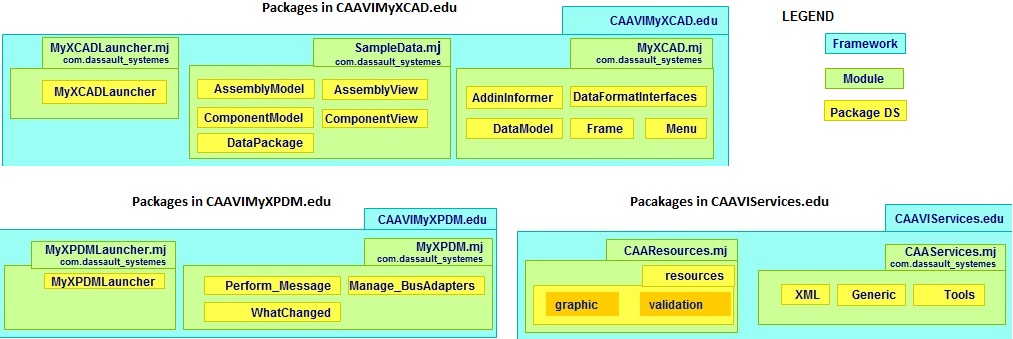 Packages in CAAVIMyXCAD.edu
LEGEND
CAAVIMyXCAD.edu
Framework
MyXCADLauncher.mj
com.dassault_systemes
SampleData.mj
com.dassault_systemes
MyXCAD.mj
com.dassault_systemes
Module
MyXCADLauncher
AssemblyModel
AssemblyView
AddinInformer
DataFormatInterfaces
Package DS
ComponentModel
ComponentView
DataModel
Frame
Menu
DataPackage
Packages in CAAVIMyXPDM.edu
Pacakages in CAAVIServices.edu
CAAVIMyXPDM.edu
CAAVIServices.edu
MyXPDMLauncher.mj
com.dassault_systemes
MyXPDM.mj
com.dassault_systemes
CAAResources.mj
CAAServices.mj
com.dassault_systemes
MyXPDMLauncher
Perform_Message
Manage_BusAdapters
WhatChanged
resources
graphic
validation
XML
Generic
Tools